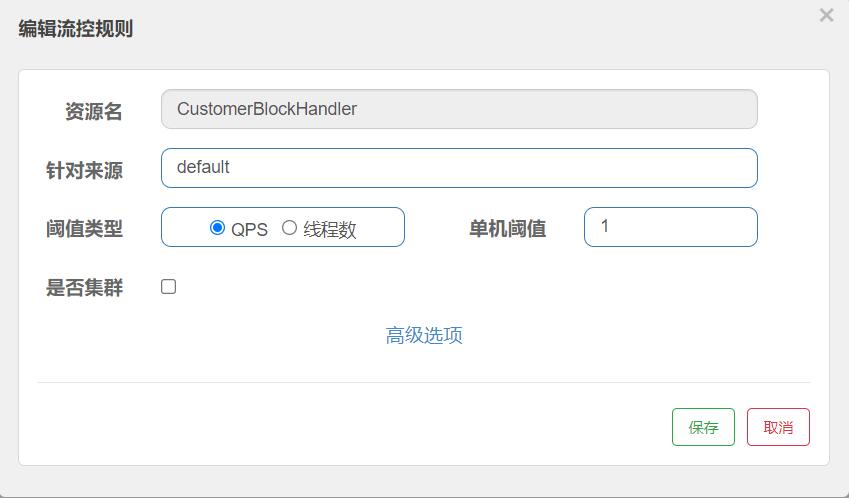 编辑流控规则
×
资源名 CustomerBlockHandler
针对来源 default
阈值类型 QPS 线程数 单机阈值 1
是否集群
高级选项
保存 取消